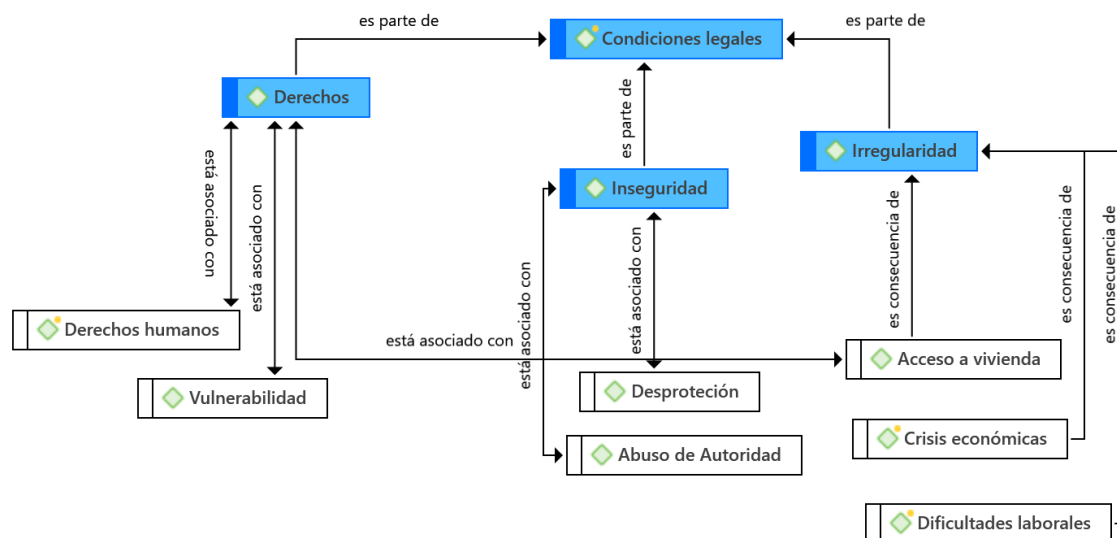 es parte de
es parte de
Condiciones legales
Derechos
es parte de
Irregularidad
Inseguridad
está asociado con
está asociado con
está asociado con
está asociado con
es consecuencia de
es consecuencia de
es consecuencia de
Derechos humanos
está asociado con
Acceso a vivienda
Vulnerabilidad
Desproteción
Crisis económicas
Abuso de Autoridad
Dificultades laborales